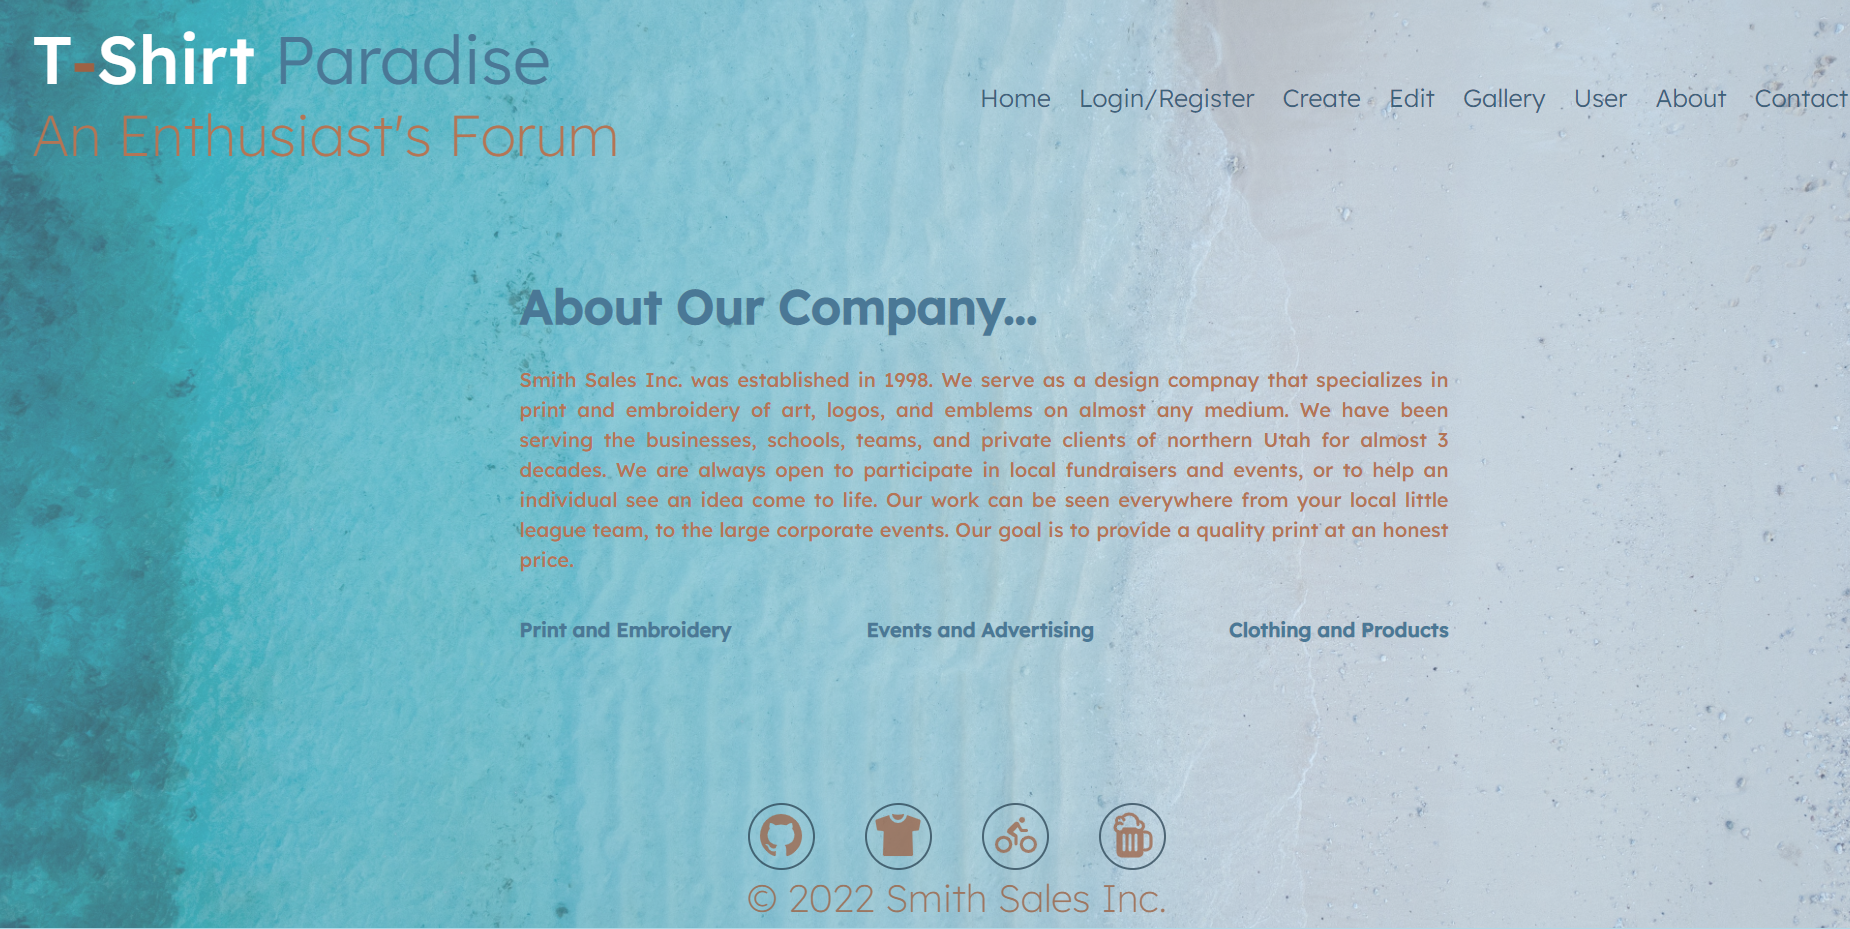 T-Shirt Paradise
An Enthusiast's Forum
Home Login/Register Create Edit Gallery User About Contact
About Our Company...
Smith Sales Inc. was established in 1998. We serve as a design compnay that specializes in
print and embroidery of art, logos, and emblems on almost any medium. We have been
serving the businesses, schools, teams, and private clients of northern Utah for almost 3
decades. We are always open to participate in local fundraisers and events, or to help an
individual see an idea come to life. Our work can be seen everywhere from your local little
league team, to the large corporate events. Our goal is to provide a quality print at an honest
price.
Print and Embroidery Events and Advertising Clothing and Products
© 2022 Smith Sales Inc.